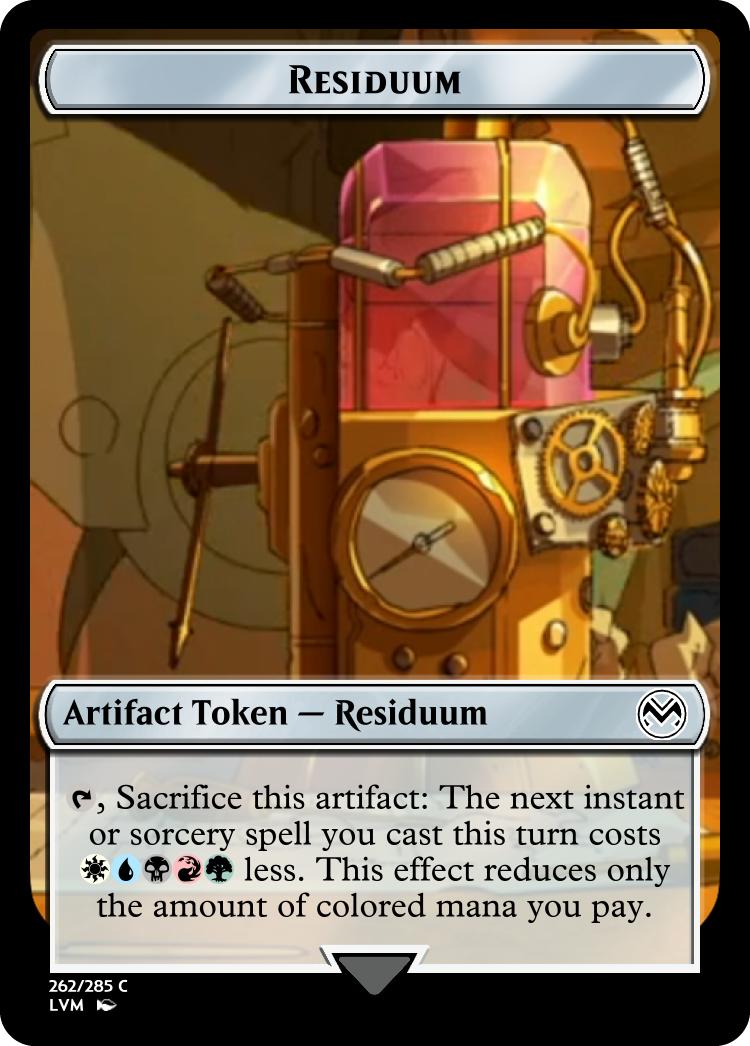 Residuum
Artifact Token — Residuum
, Sacrifice this artifact: The next instant
or sorcery spell you cast this turn costs
less. This effect reduces only
the amount of colored mana you pay.
262/285 C
LVM